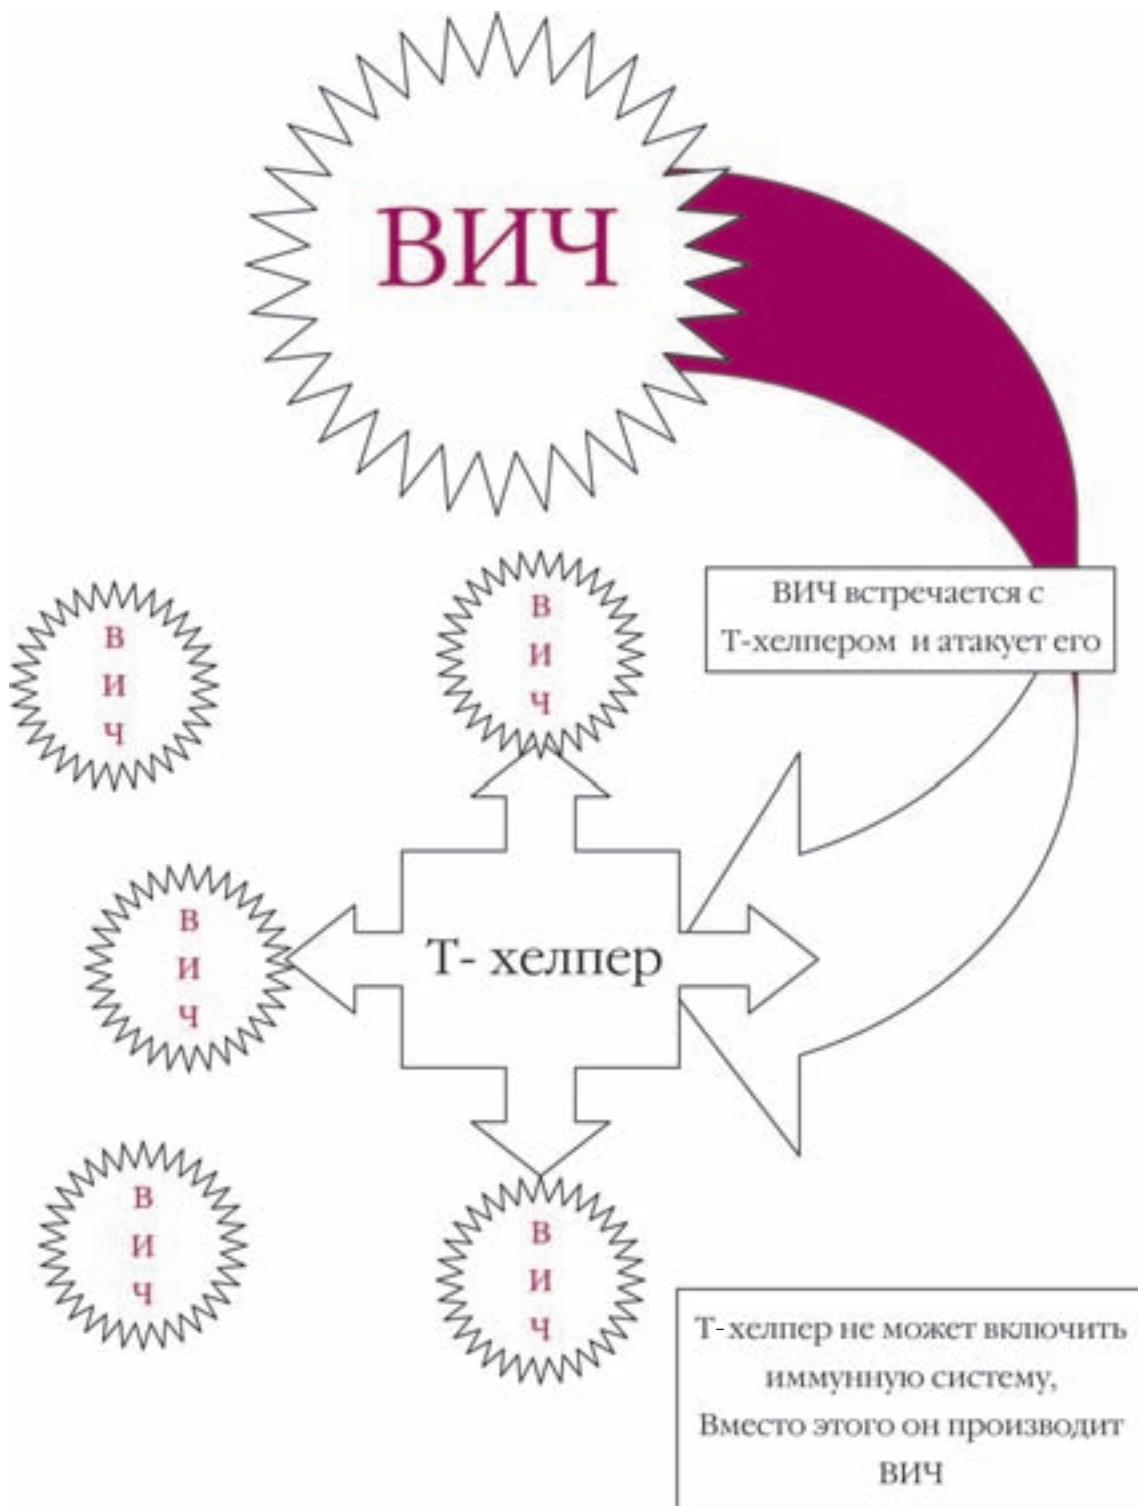 ВИЧ
ВИЧ встречается с
Т-хелпером и атакует его
В
И
Ч
В
И
Ч
В
И
Ч
Т- хелпер
В
И
Ч
В
И
Ч
Т-хелпер не может включить
иммунную систему,
Вместо этого он производит
ВИЧ